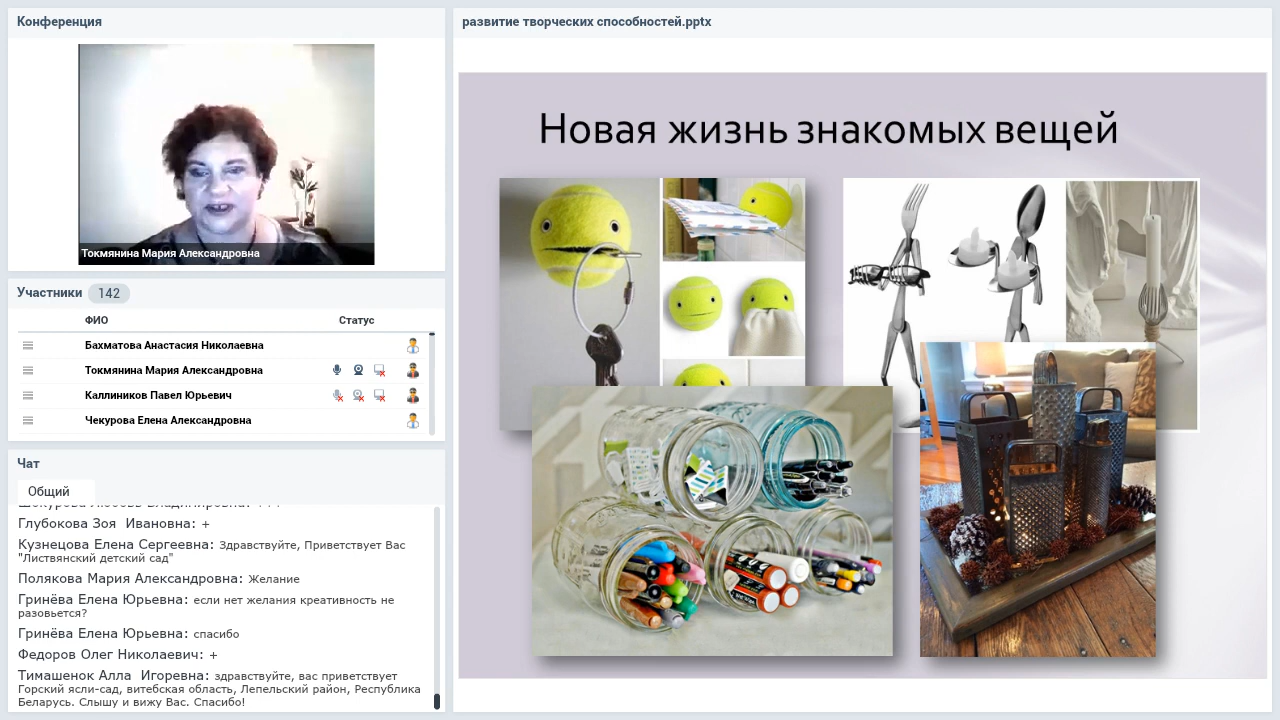 Конференция
Токмянина Мария Александровна
Участники 142
ФИО Статус
Бахматова Анастасия Николаевна
Токмянина Мария Александровна
Каллиников Павел Юрьевич
Чекурова Елена Александровна
Чат
Общий
Глубокова Зоя Ивановна: +
Кузнецова Елена Сергеевна: Здравствуйте, Приветствует Вас
"Листвянский детский сад"
Полякова Мария Александровна: Желание
Гринёва Елена Юрьевна: если нет желания креативность не
разовьется?
Гринёва Елена Юрьевна: спасибо
Федоров Олег Николаевич: +
Тимашенок Алла Игоревна: здравствуйте, вас приветствует
Горский ясли-сад, витебская область, Лепельский район, Республика
Беларусь. Слышу и вижу Вас. Спасибо!
развитие творческих способностей.pptx
Новая жизнь знакомых вещей